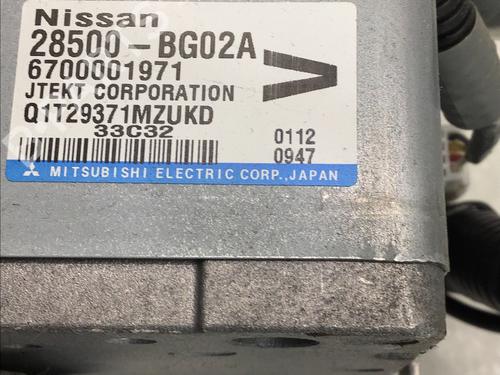 Nissan
28500-BG02A
6700001971
JTEKT CORPORATION
Q1T29371MZUKD
33C32
>
0112
0947
MITSUBISHI ELECTRIC CORP., JAPAN